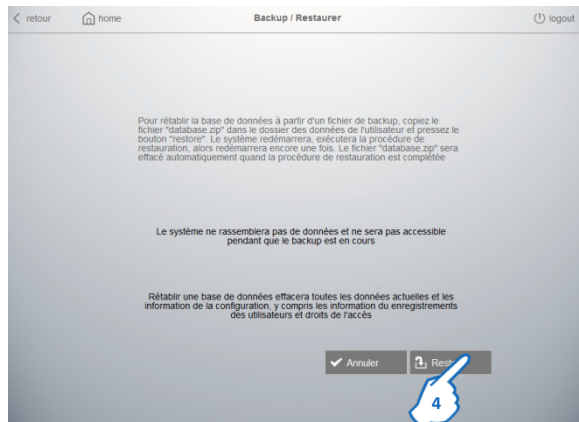 retour home Backup / Restaurer logout
Pour rétablir la base de données à partir d'un fichier de backup, copiez le
fichier "database.zip" dans le dossier des données de l'utilisateur et pressez le
bouton "restore". Le système redémarrera, exécutera la procédure de
restauration, alors redémarrera encore une fois. Le fichier "database.zip" sera
effacé automatiquement quand la procédure de restauration est complétée
Le système ne rassemblera pas de données et ne sera pas accessible
pendant que le backup est en cours
Rétablir une base de données effacera toutes les données actuelles et les
information de la configuration, y compris les information du enregistrements
des utilisateurs et droits de l'accès
Annuler
4